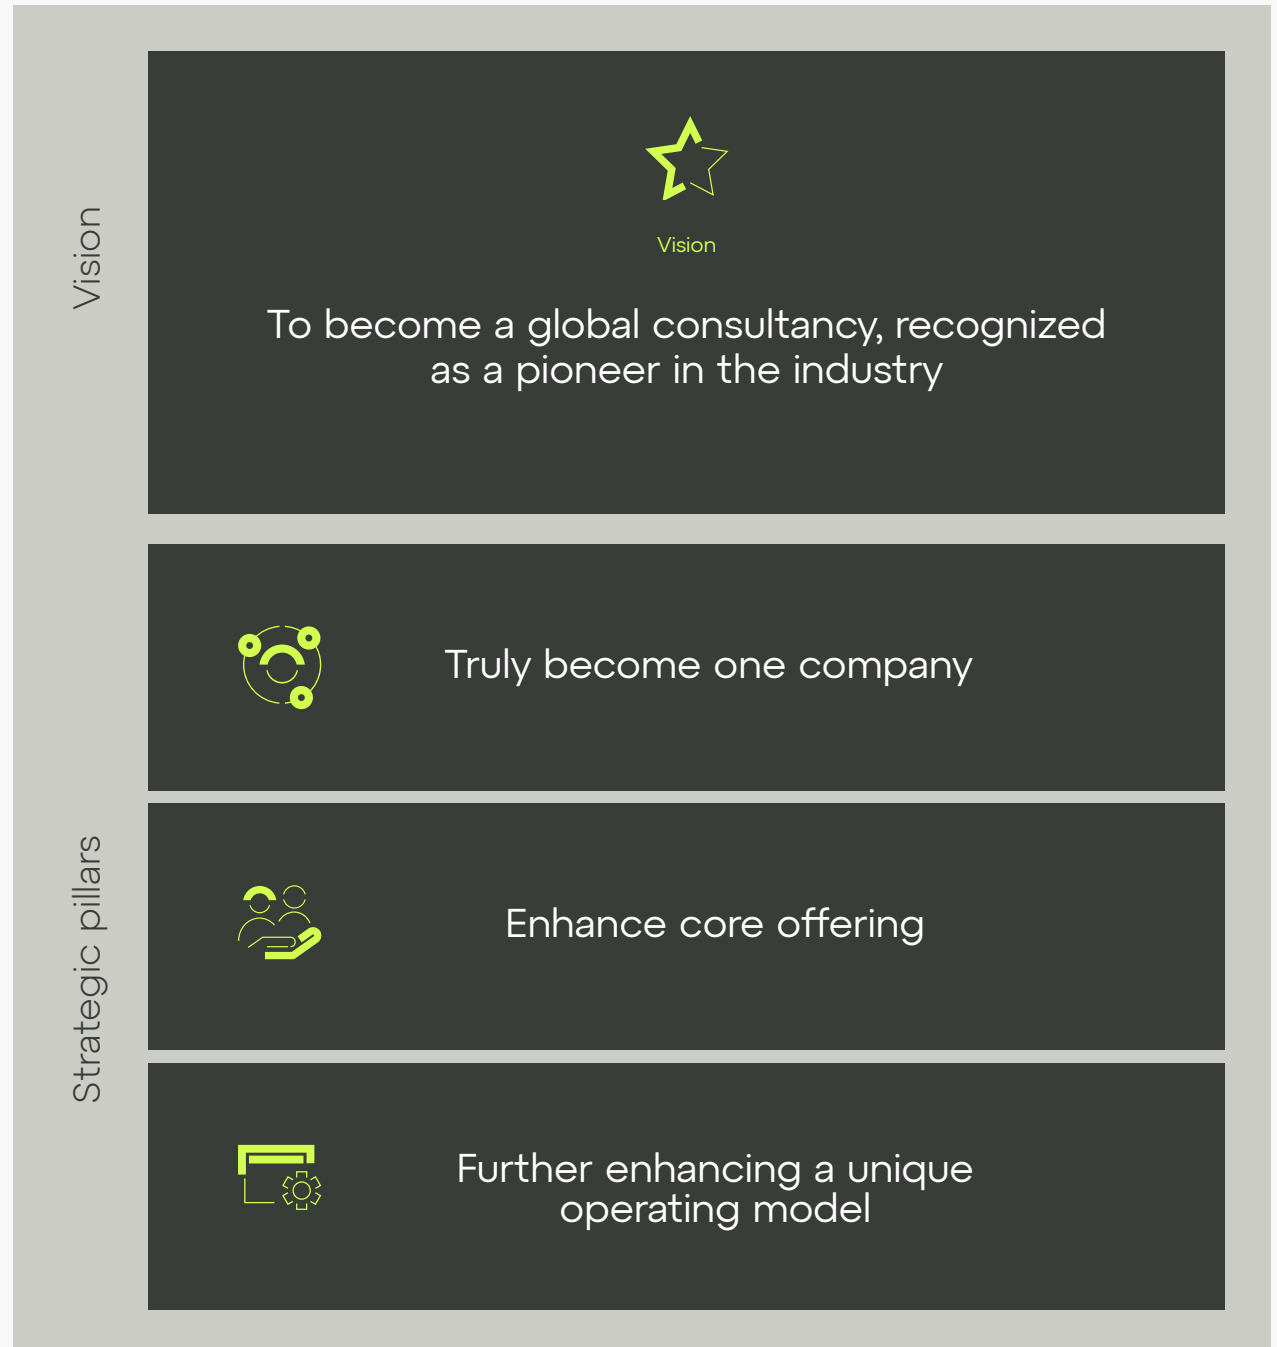 Vision
Vision
To become a global consultancy, recognized
as a pioneer in the industry
Strategic pillars
Truly become one company
Enhance core offering
Further enhancing a unique
operating model